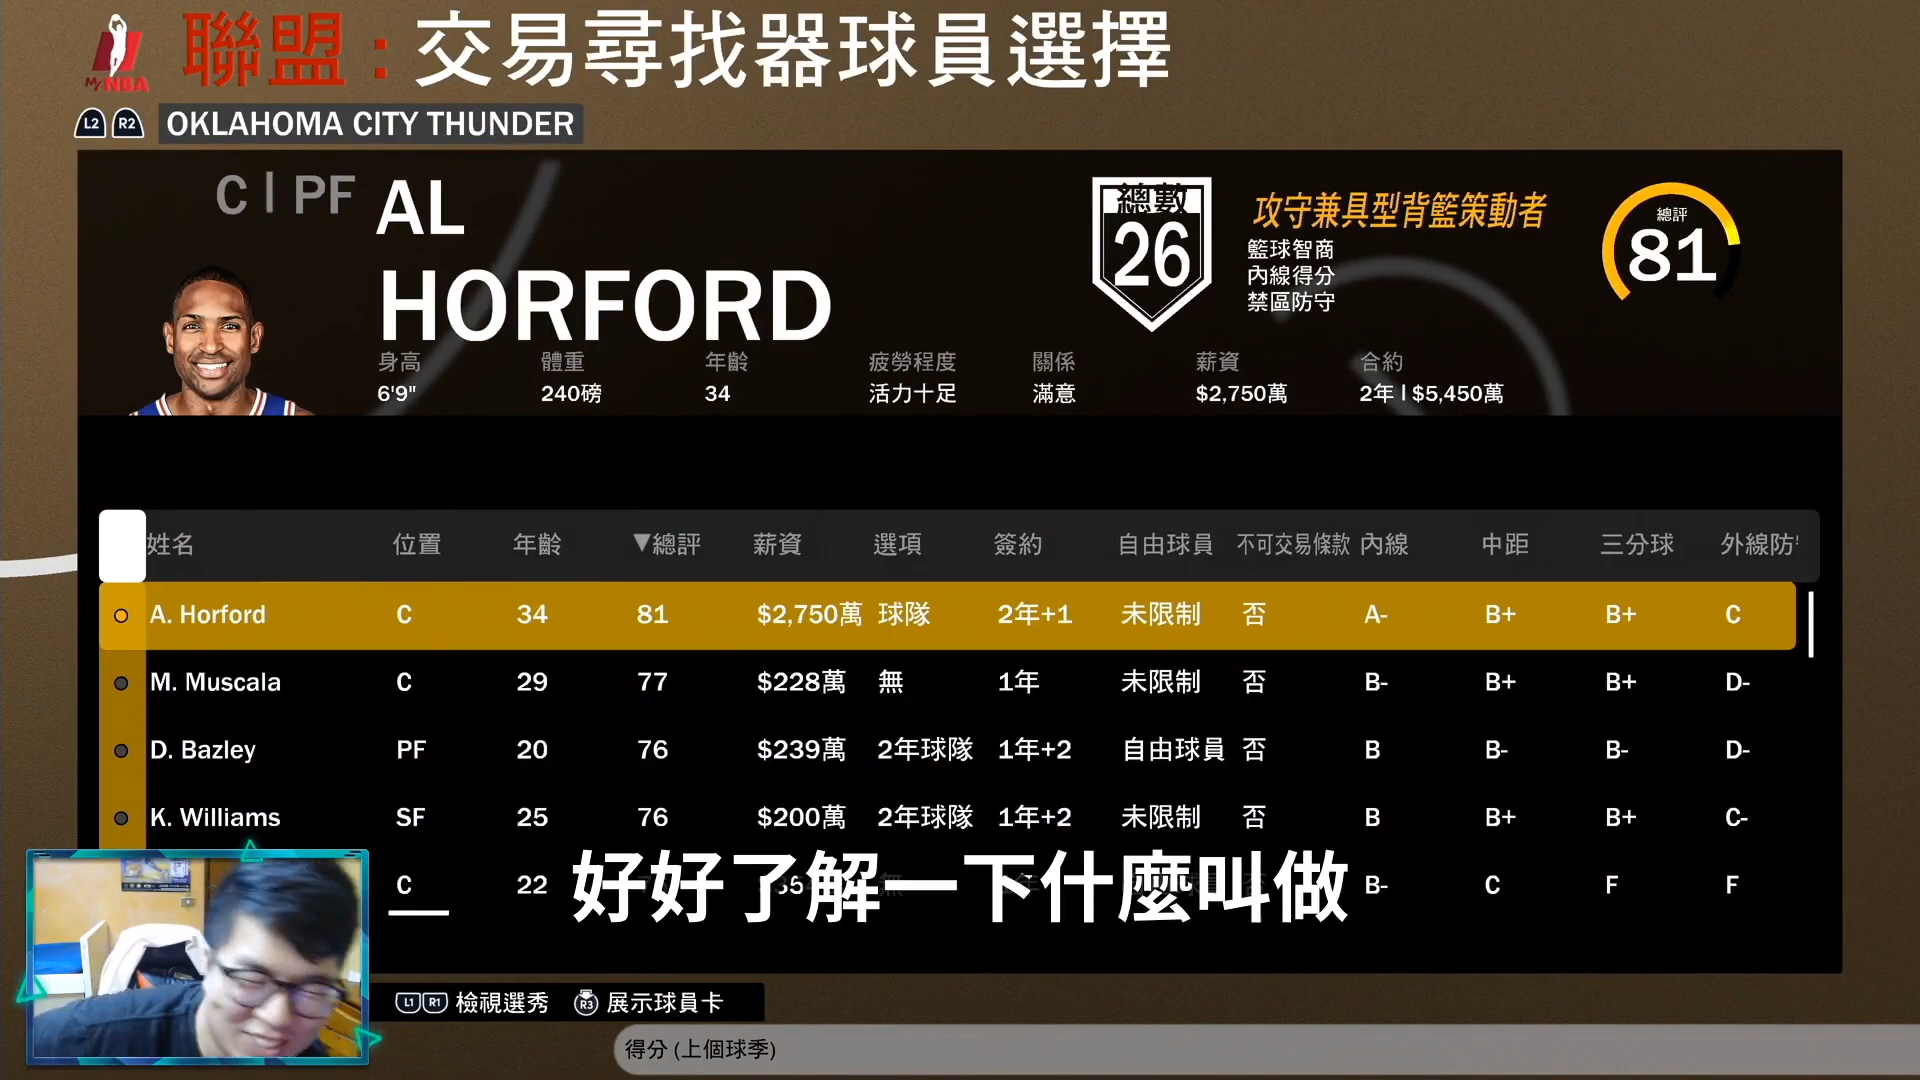 My NBA 聯盟：交易尋找器球員選擇
L2 R2 OKLAHOMA CITY THUNDER
C | PF AL HORFORD
總數 26
攻守兼具型背籃策動者
籃球智商
內線得分
禁區防守
總評 81
身高 體重 年齡 疲勞程度 關係 薪資 合約
6'9" 240磅 34 活力十足 滿意 $2,750萬 2年 | $5,450萬
姓名 位置 年齡 ▼總評 薪資 選項 簽約 自由球員 不可交易條款 內線 中距 三分球 外線防
A. Horford C 34 81 $2,750萬 球隊 2年+1 未限制 否 A- B+ B+ C
M. Muscala C 29 77 $228萬 無 1年 未限制 否 B- B+ B+ D-
D. Bazley PF 20 76 $239萬 2年球隊 1年+2 自由球員 否 B B- B- D-
K. Williams SF 25 76 $200萬 2年球隊 1年+2 未限制 否 B B+ B+ C-
C 22 B- C F F
好好了解一下什麼叫做
L1 R1 檢視選秀 R3 展示球員卡
得分 (上個球季)